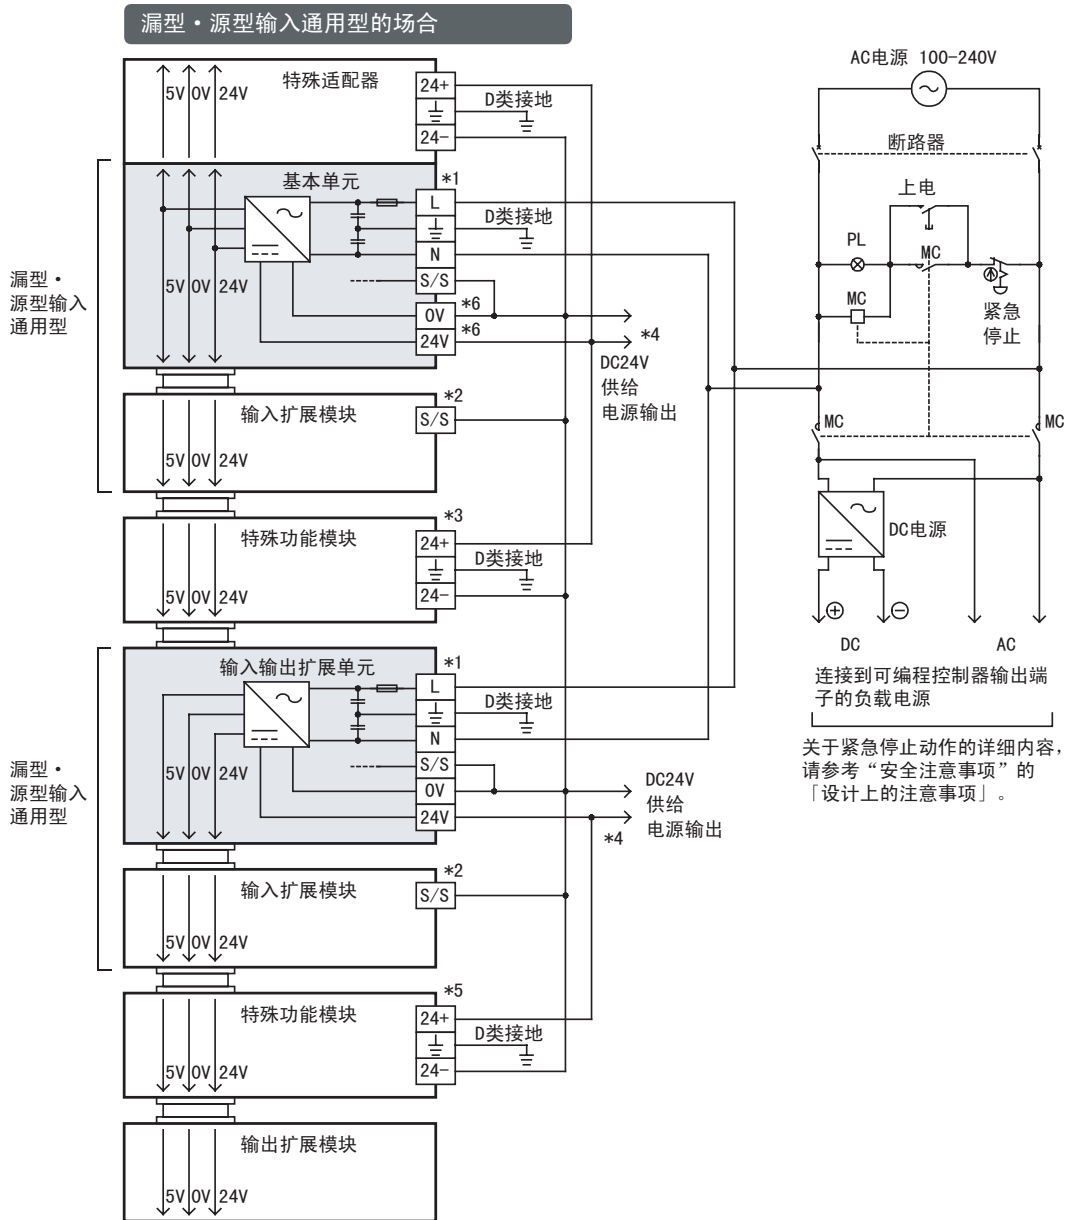 漏型・源型输入通用型的场合
特殊适配器
5V 0V 24V
24+
24-
D类接地
漏型・
源型输入
通用型
基本单元
*1
L
N
S/S
0V
24V
D类接地
*6
*6
5V 0V 24V
*4
DC24V
供给
电源输出
输入扩展模块
*2
S/S
5V 0V 24V
特殊功能模块
*3
24+
24-
D类接地
5V 0V 24V
漏型・
源型输入
通用型
输入输出扩展单元
*1
L
N
S/S
0V
24V
D类接地
5V 0V 24V
DC24V
供给
电源输出
*4
输入扩展模块
*2
S/S
5V 0V 24V
特殊功能模块
*5
24+
24-
D类接地
5V 0V 24V
输出扩展模块
5V 0V 24V
AC电源 100-240V
断路器
上电
PL
MC
MC
紧急
停止
MC
MC
DC电源
DC
AC
连接到可编程控制器输出端
子的负载电源
关于紧急停止动作的详细内容，
请参考“安全注意事项”的
「设计上的注意事项」。